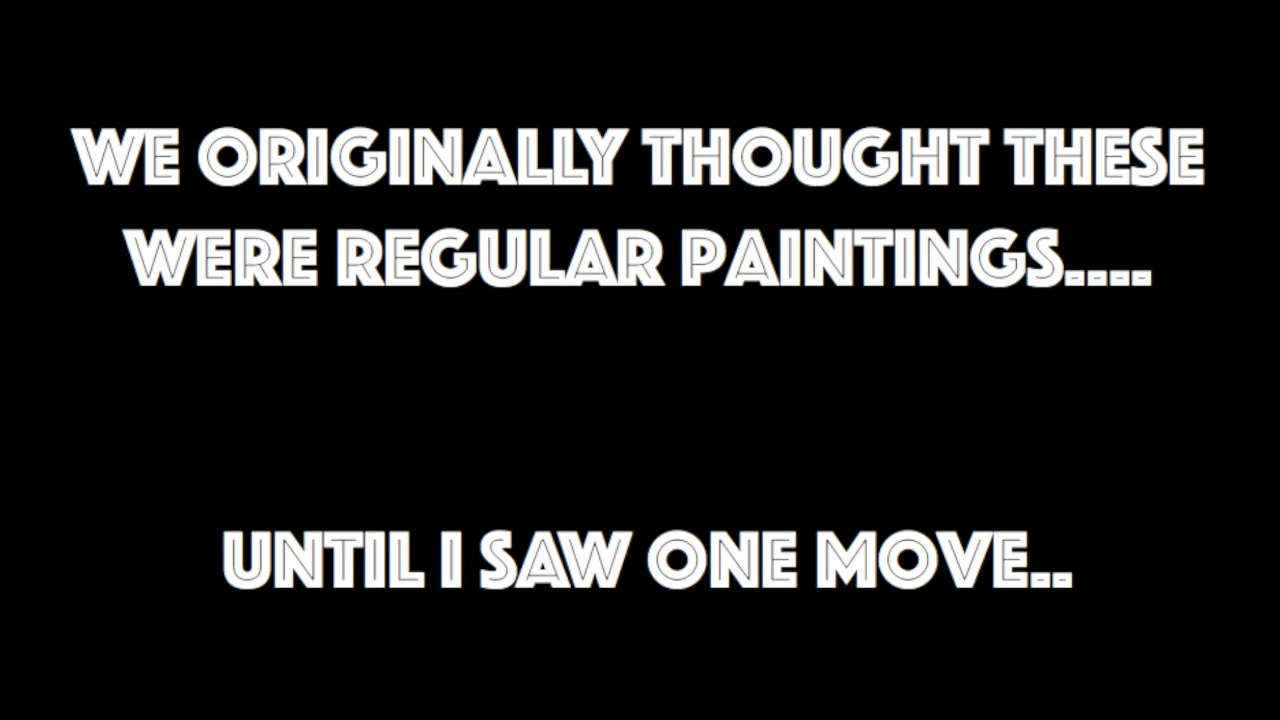 WE ORIGINALLY THOUGHT THESE
WERE REGULAR PAINTINGS....
UNTIL I SAW ONE MOVE..